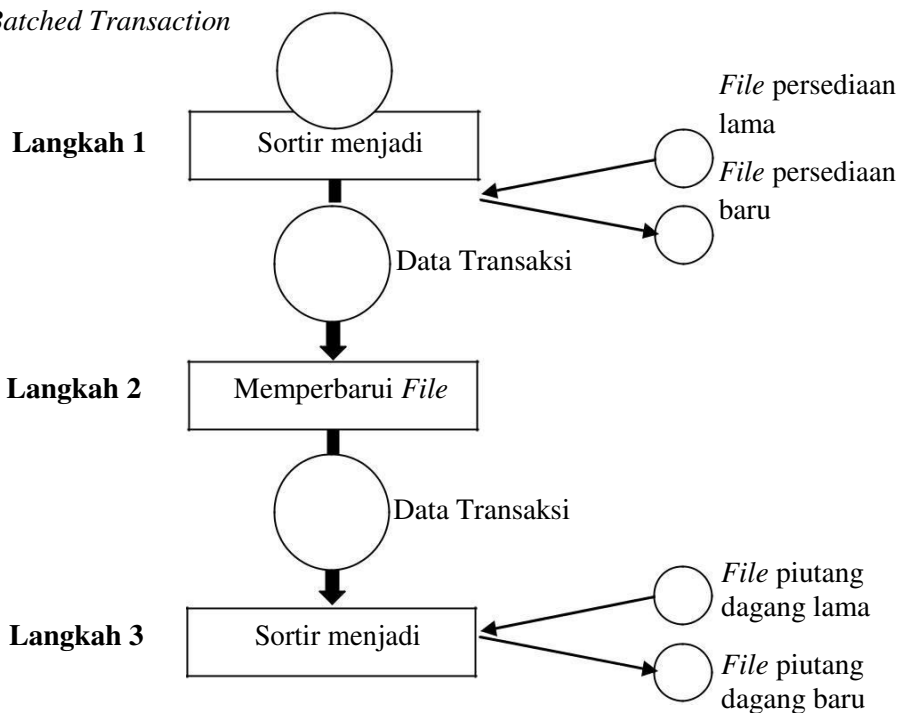 Batched Transaction
File persediaan
lama
Langkah 1
Sortir menjadi
File persediaan
baru
Data Transaksi
Langkah 2
Memperbarui File
Data Transaksi
File piutang
dagang lama
Langkah 3
Sortir menjadi
File piutang
dagang baru